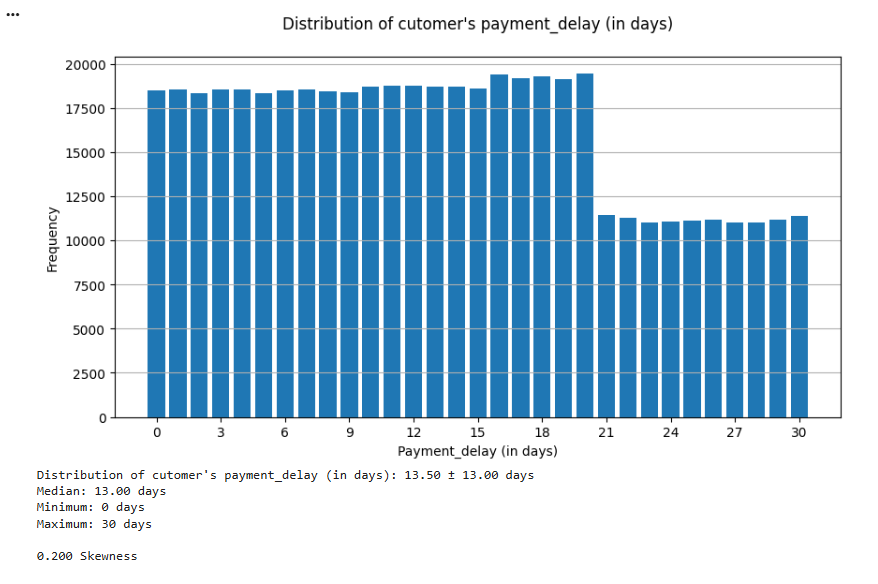 ...
Distribution of cutomer's payment_delay (in days)
20000
17500
15000
12500
10000
7500
5000
2500
0
Frequency
0 3 6 9 12 15 18 21 24 27 30
Payment_delay (in days)
Distribution of cutomer's payment_delay (in days): 13.50 ± 13.00 days
Median: 13.00 days
Minimum: 0 days
Maximum: 30 days
0.200 Skewness